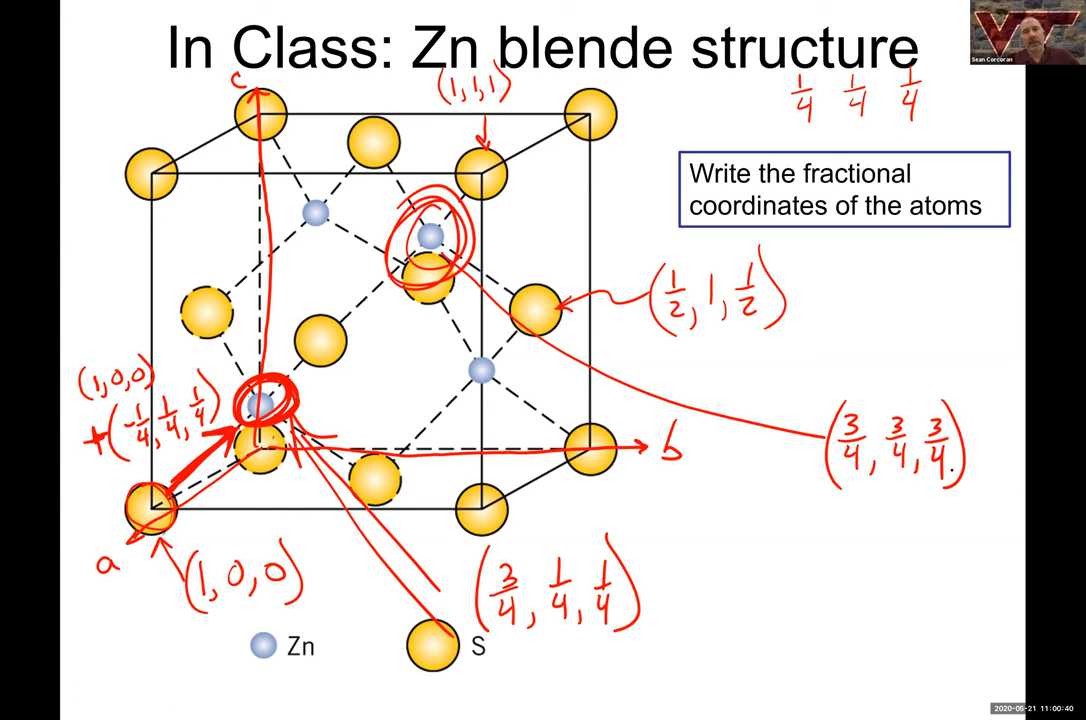 In Class: Zn blende structure
VT
Sean Corcoran
c
(1,1,1)
1/4 1/4 1/4
Write the fractional
coordinates of the atoms
(1/2, 1, 1/2)
(1,0,0)
+(-1/4, 1/4, 1/4)
b
(3/4, 3/4, 3/4)
a
(1,0,0)
(3/4, 1/4, 1/4)
Zn
S
2020-05-21 11:00:40